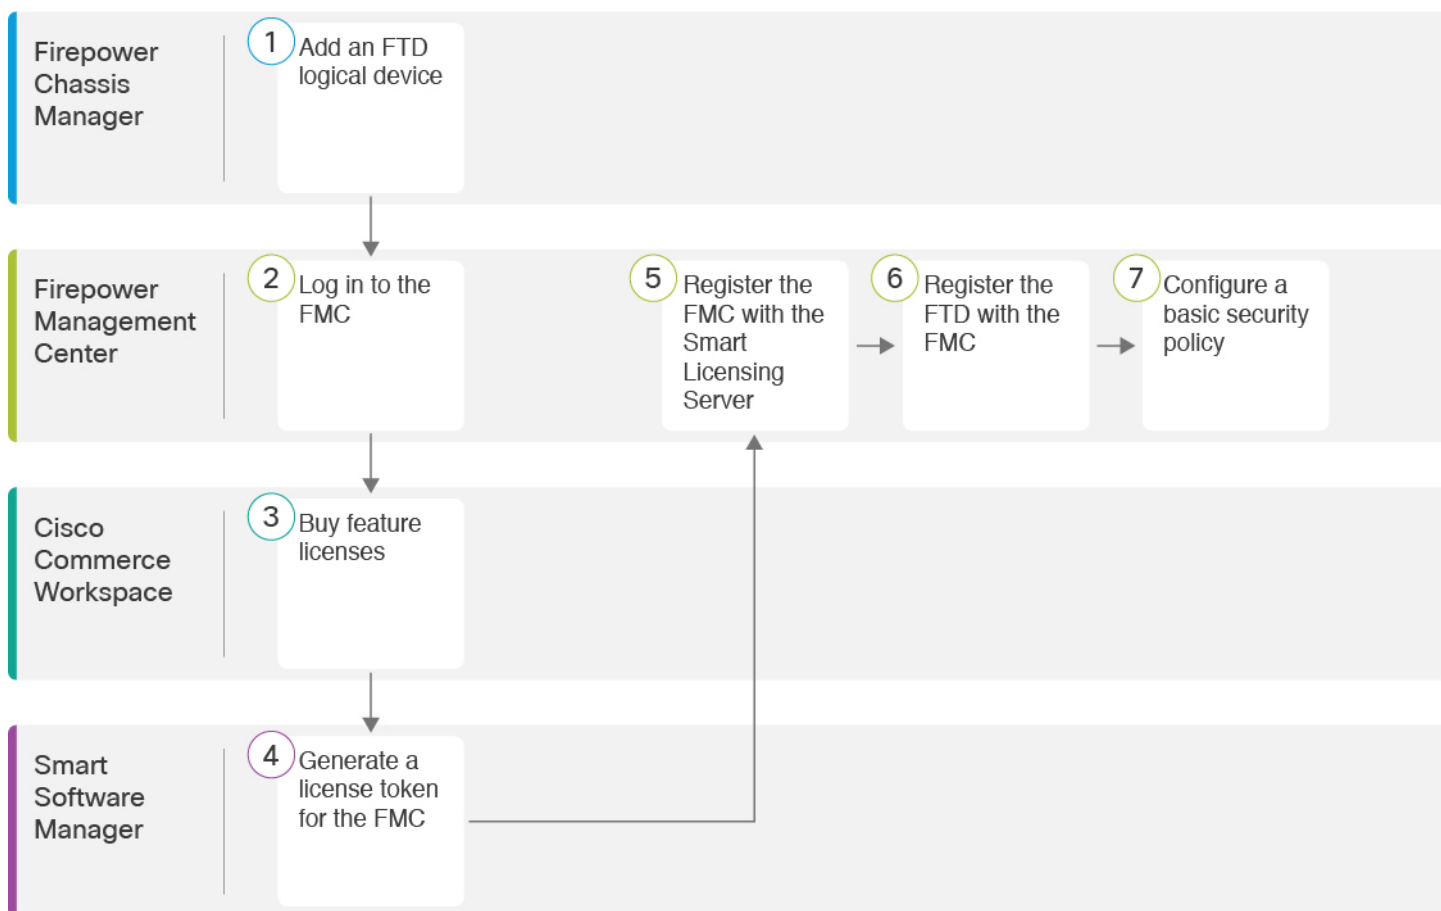 Firepower
Chassis
Manager
1
Add an FTD
logical device
Firepower
Management
Center
2
Log in to the
FMC
5
Register the
FMC with the
Smart
Licensing
Server
6
Register the
FTD with the
FMC
7
Configure a
basic security
policy
Cisco
Commerce
Workspace
3
Buy feature
licenses
Smart
Software
Manager
4
Generate a
license token
for the FMC